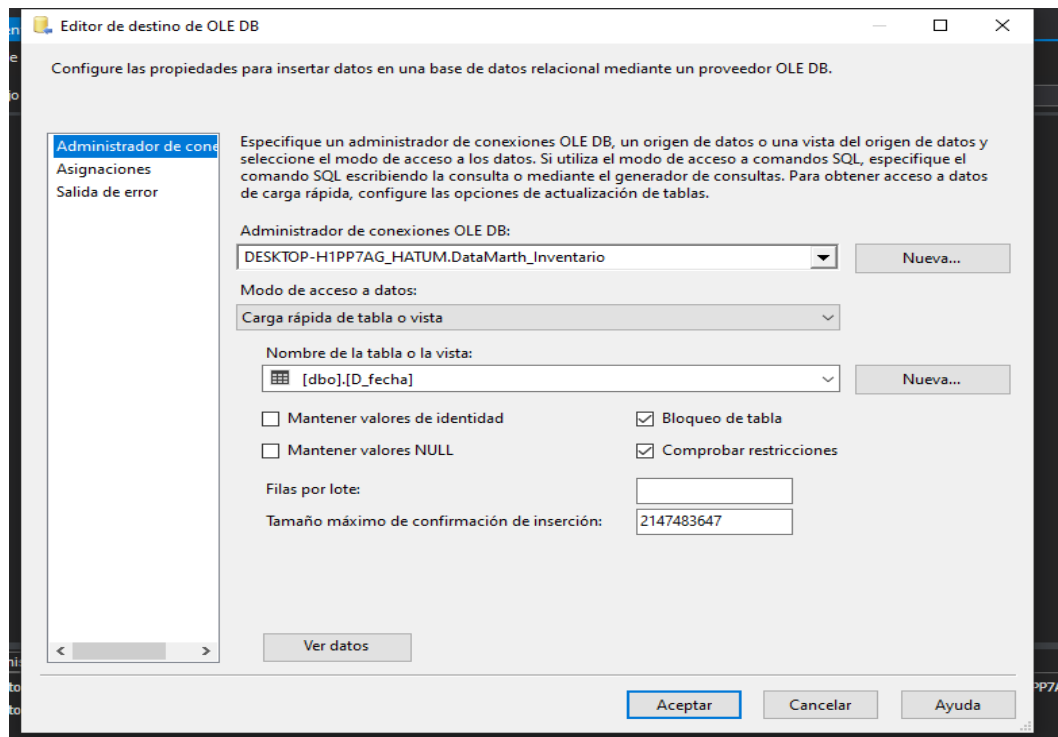 Editor de destino de OLE DB
Configure las propiedades para insertar datos en una base de datos relacional mediante un proveedor OLE DB.
Administrador de cone
Asignaciones
Salida de error
Especifique un administrador de conexiones OLE DB, un origen de datos o una vista del origen de datos y
seleccione el modo de acceso a los datos. Si utiliza el modo de acceso a comandos SQL, especifique el
comando SQL escribiendo la consulta o mediante el generador de consultas. Para obtener acceso a datos
de carga rápida, configure las opciones de actualización de tablas.
Administrador de conexiones OLE DB:
DESKTOP-H1PP7AG_HATUM.DataMarth_Inventario
Nueva...
Modo de acceso a datos:
Carga rápida de tabla o vista
Nombre de la tabla o la vista:
[dbo].[D_fecha]
Nueva...
Mantener valores de identidad
Bloqueo de tabla
Mantener valores NULL
Comprobar restricciones
Filas por lote:
Tamaño máximo de confirmación de inserción:
2147483647
Ver datos
Aceptar
Cancelar
Ayuda